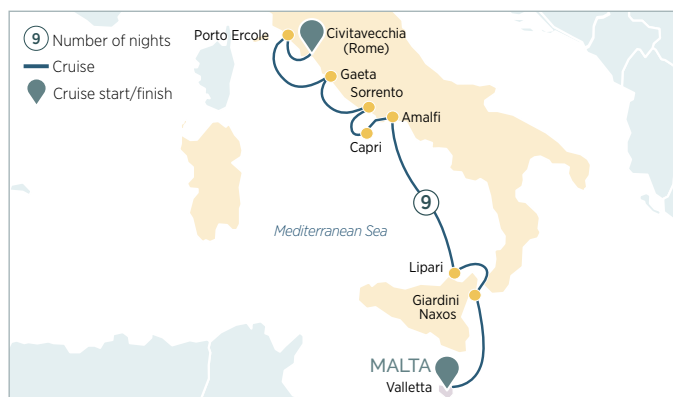 9 Number of nights
Cruise
Cruise start/finish
Porto Ercole
Civitavecchia
(Rome)
Gaeta
Sorrento
Amalfi
Capri
9
Mediterranean Sea
Lipari
Giardini
Naxos
MALTA
Valletta